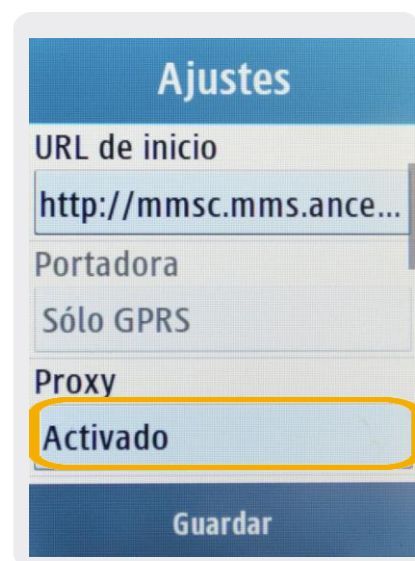 Ajustes
URL de inicio
http://mmsc.mms.ance...
Portadora
Sólo GPRS
Proxy
Activado
Guardar